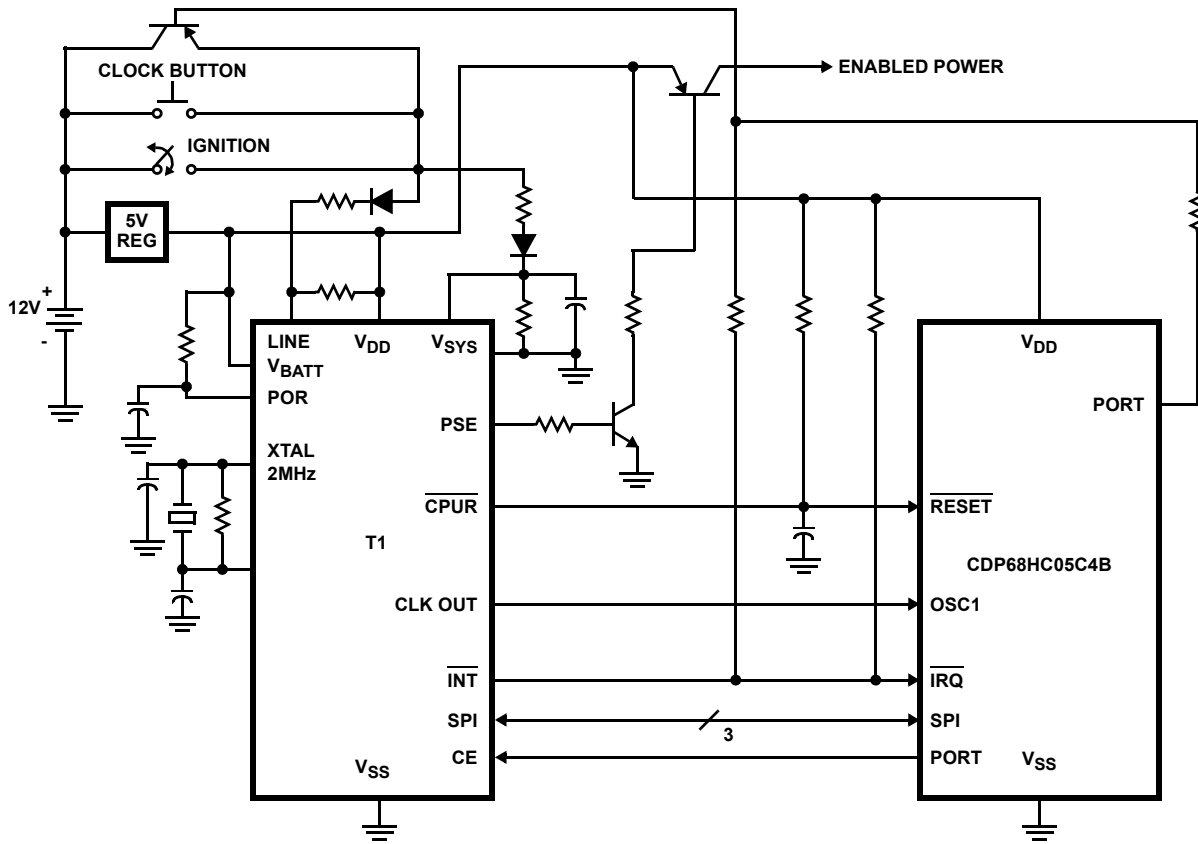 CLOCK BUTTON
ENABLED POWER
IGNITION
5V
REG
12V
+
-
LINE
VDD
VSYS
VBATT
POR
PSE
XTAL
2MHz
CPUR
T1
CLK OUT
INT
SPI
CE
VSS
3
VDD
PORT
RESET
CDP68HC05C4B
OSC1
IRQ
SPI
PORT
VSS